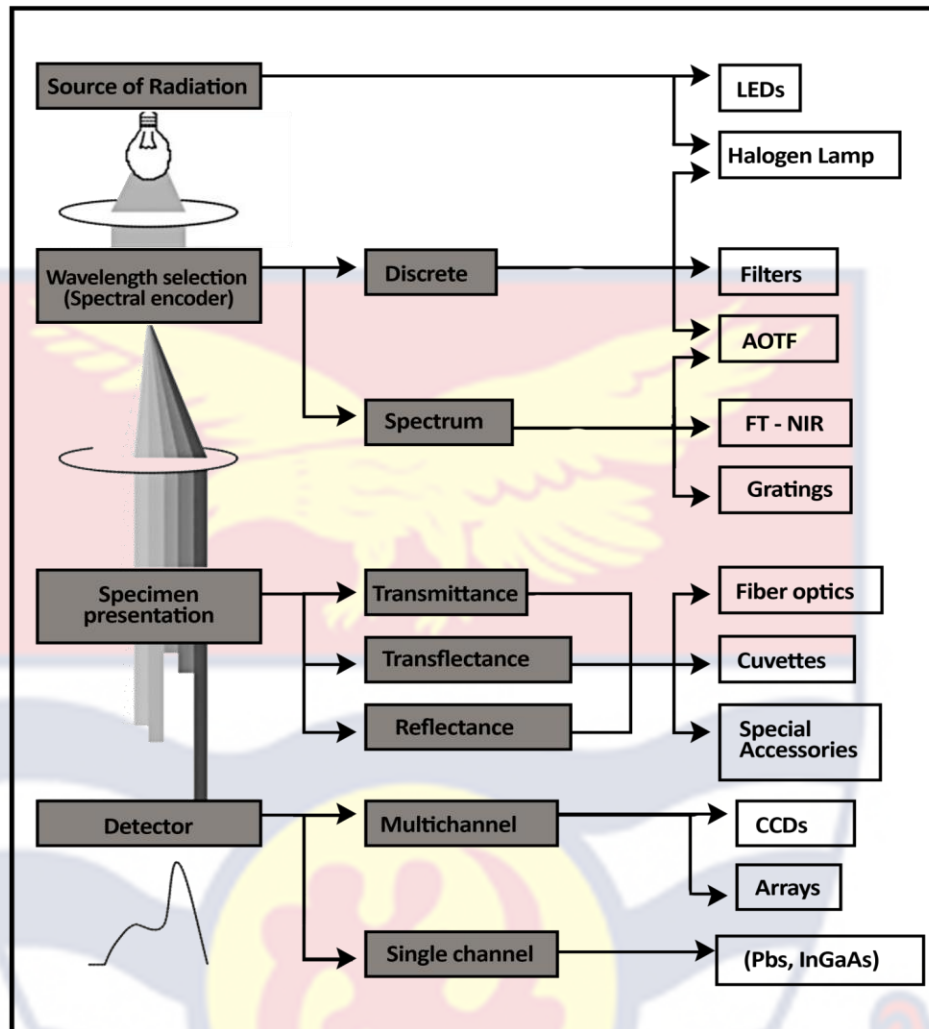 Source of Radiation
LEDs
Halogen Lamp
Wavelength selection
(Spectral encoder)
Discrete
Filters
AOTF
Spectrum
FT - NIR
Gratings
Specimen
presentation
Transmittance
Fiber optics
Transflectance
Cuvettes
Reflectance
Special
Accessories
Detector
Multichannel
CCDs
Arrays
Single channel
(Pbs, InGaAs)